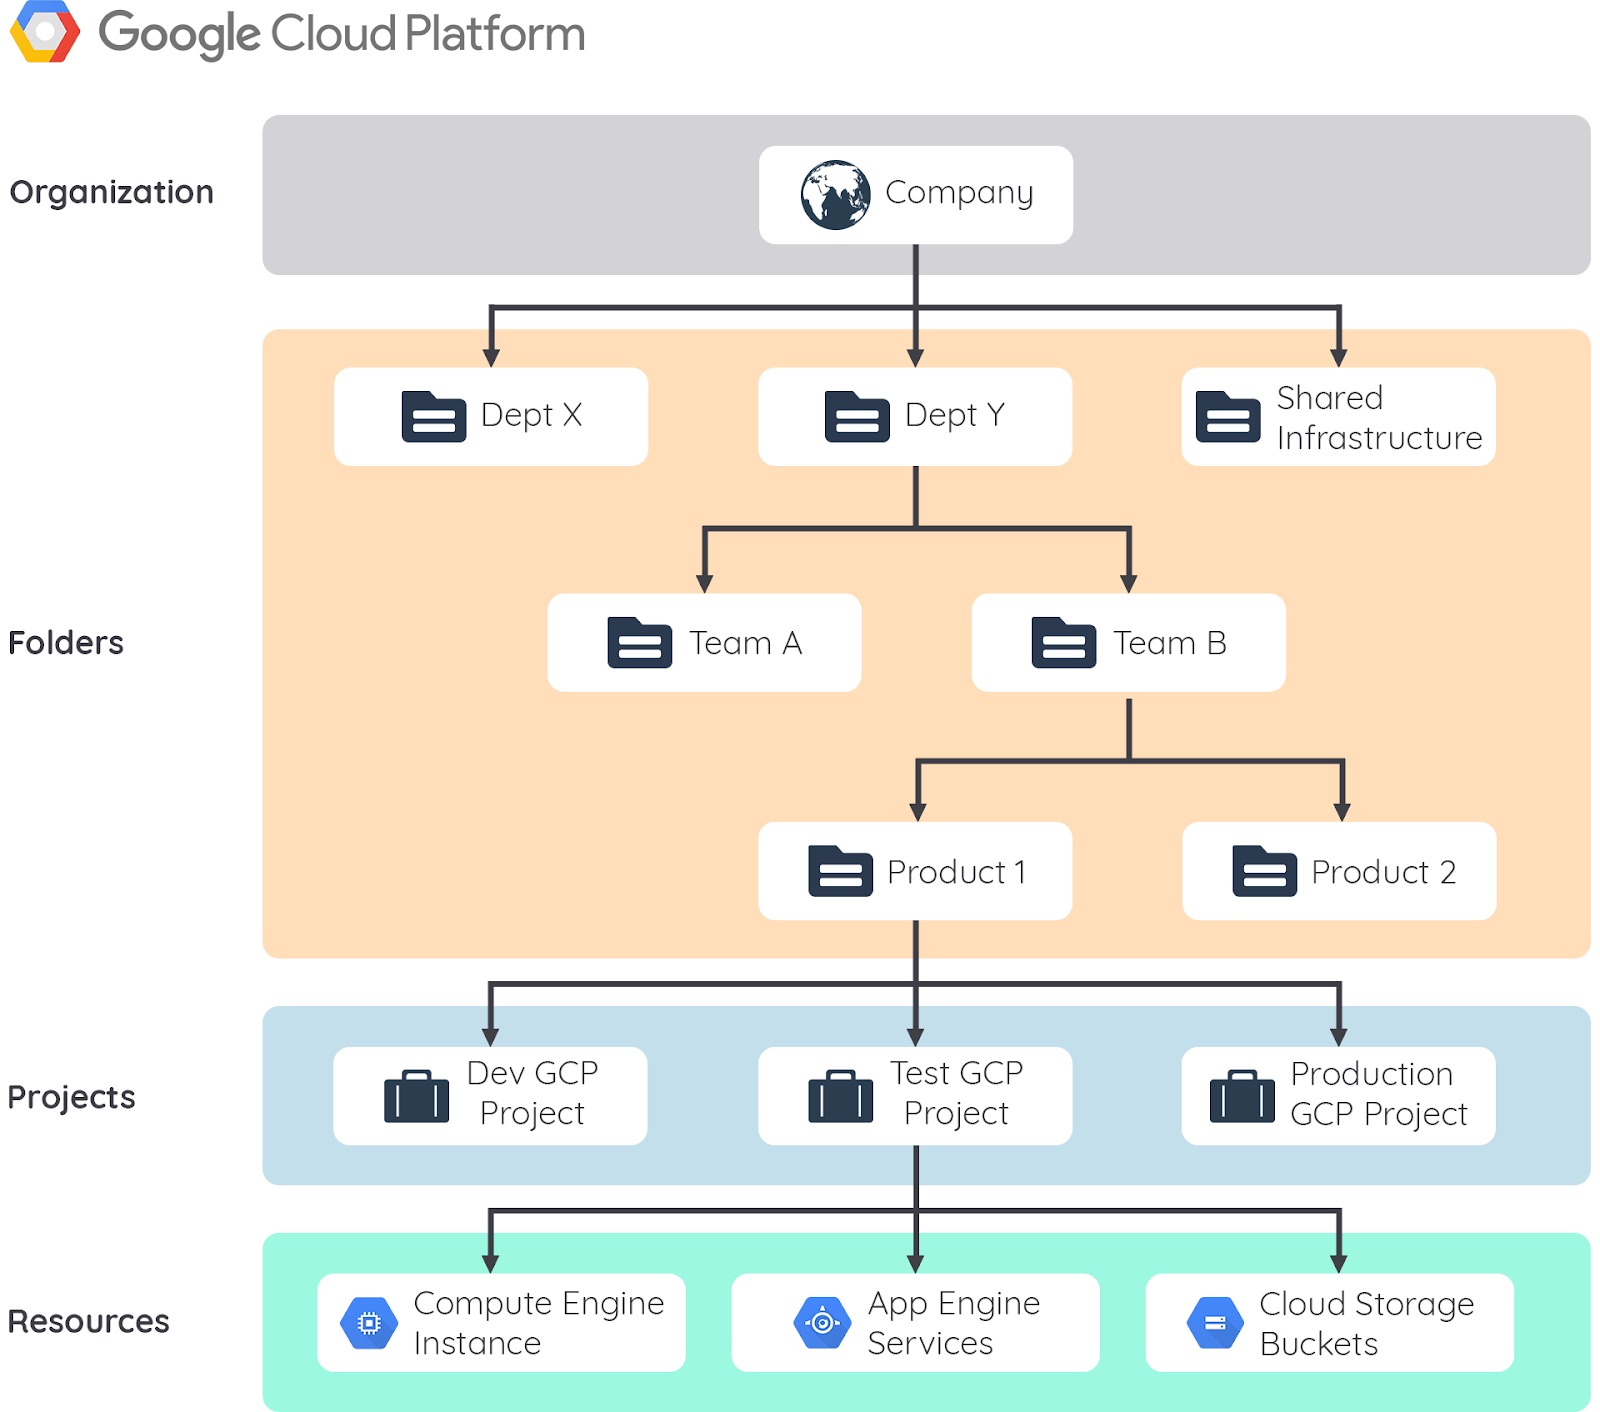 Google Cloud Platform
Organization
Company
Dept X
Dept Y
Shared
Infrastructure
Folders
Team A
Team B
Product 1
Product 2
Projects
Dev GCP
Project
Test GCP
Project
Production
GCP Project
Resources
Compute Engine
Instance
App Engine
Services
Cloud Storage
Buckets